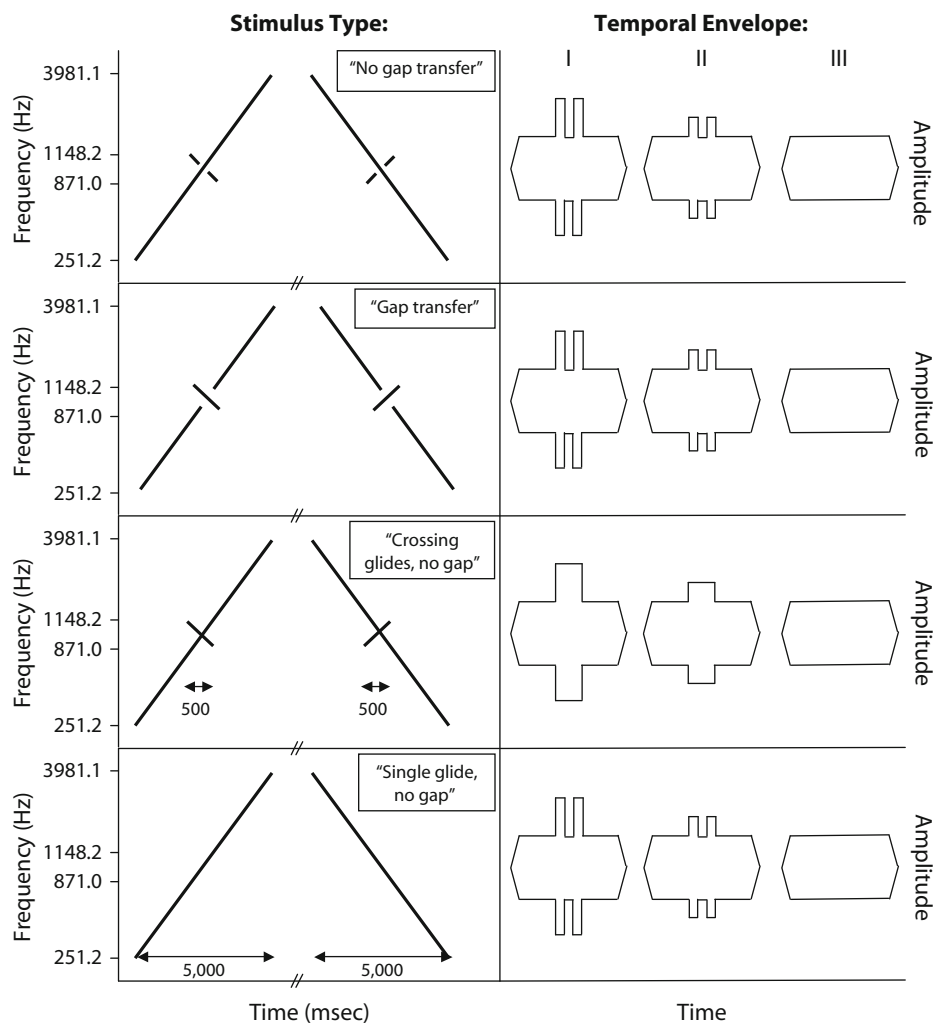 Stimulus Type:
Temporal Envelope:
I II III
Frequency (Hz)
3981.1
1148.2
871.0
251.2
"No gap transfer"
Amplitude
Frequency (Hz)
3981.1
1148.2
871.0
251.2
"Gap transfer"
Amplitude
Frequency (Hz)
3981.1
1148.2
871.0
251.2
"Crossing
glides, no gap"
500 500
Amplitude
Frequency (Hz)
3981.1
1148.2
871.0
251.2
"Single glide,
no gap"
5,000 5,000
Amplitude
Time (msec)
Time